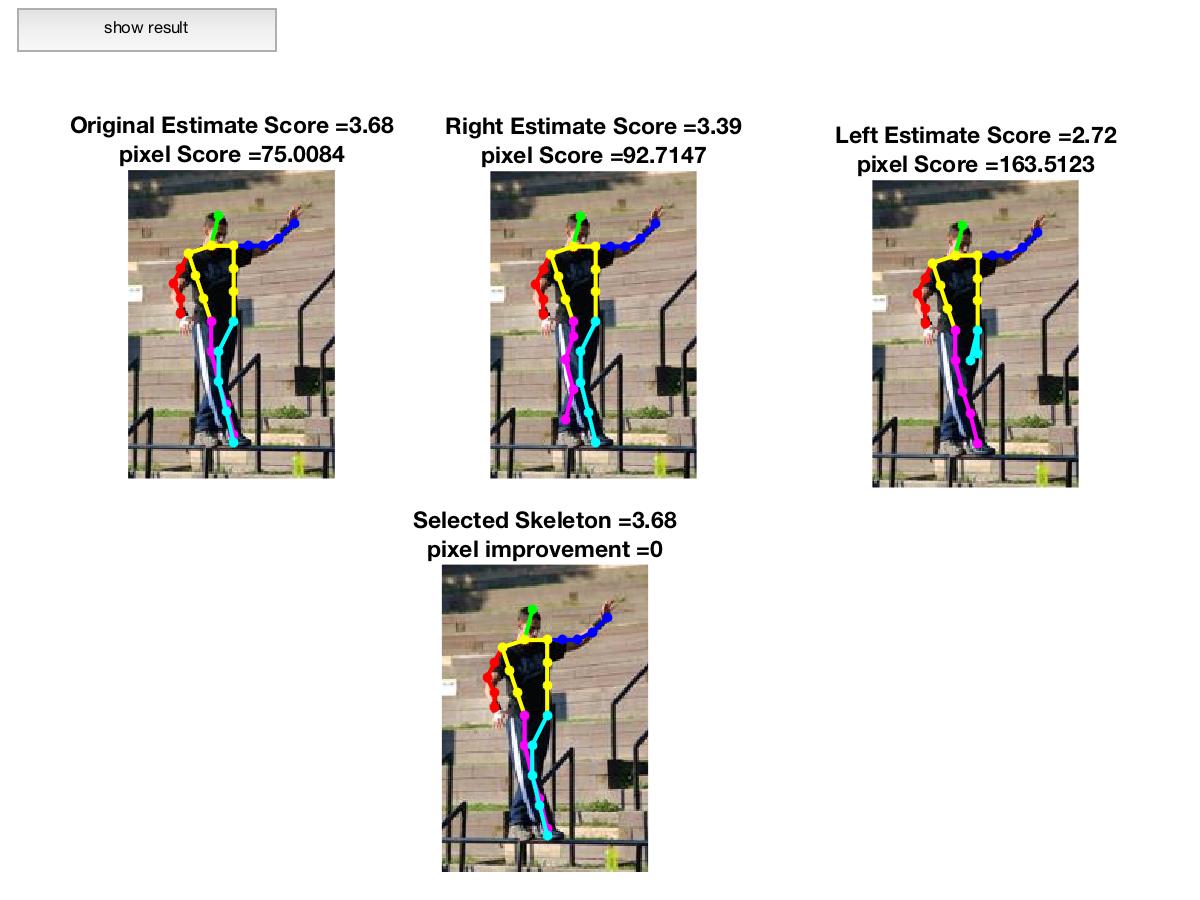 show result
Original Estimate Score =3.68
pixel Score =75.0084
Right Estimate Score =3.39
pixel Score =92.7147
Left Estimate Score =2.72
pixel Score =163.5123
Selected Skeleton =3.68
pixel improvement =0